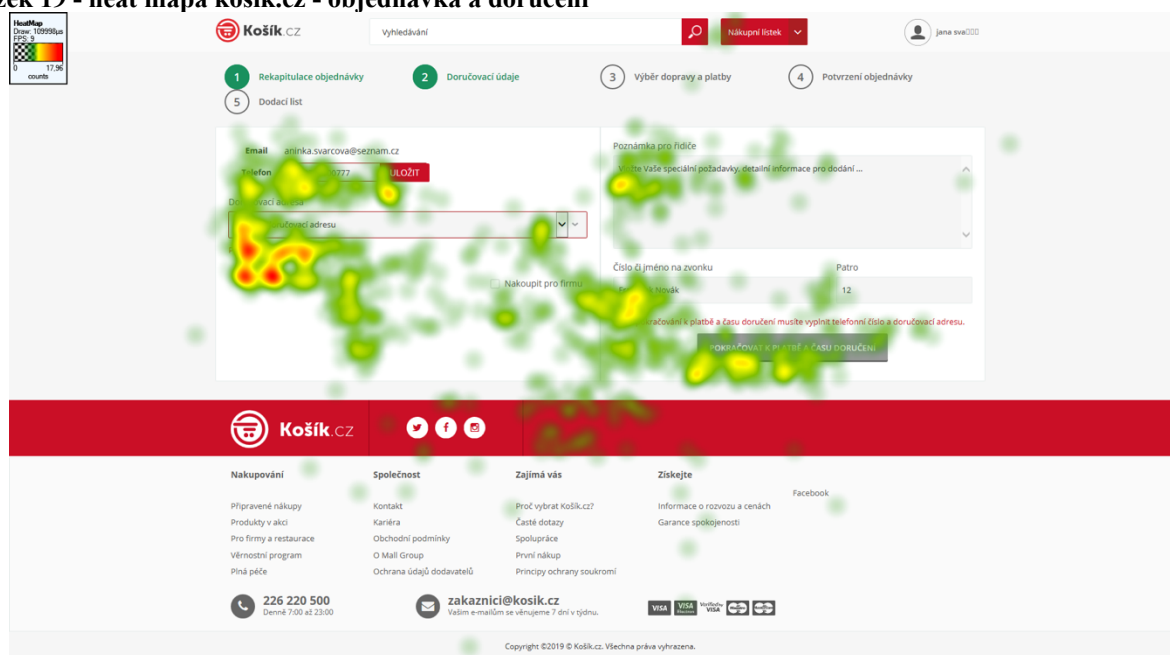 zek 19 - heat mapa košík.cz - objednávka a doručení
HeatMap
Draw: 109998µs
FPS: 9
0 17,96
counts
Košík.CZ
Vyhledávání
Nákupní lístek
jana sva
1 Rekapitulace objednávky
2 Doručovací údaje
3 Výběr dopravy a platby
4 Potvrzení objednávky
5 Dodací list
Email aninka.svarcova@seznam.cz
Telefon 777 ULOŽIT
adresa
adresu
Nakoupit pro firmu
Poznámka pro řidiče
Vaše speciální požadavky, detailní informace pro dodání ...
Číslo či jméno na zvonku Patro
Novák 12
k platbě a času doručení musíte vyplnit telefonní číslo a doručovací adresu.
POKRAČOVAT K PLATBĚ A ČASU DORUČENÍ
Košík.CZ
Nakupování
Připravené nákupy
Produkty v akci
Pro firmy a restaurace
Věrnostní program
Plná péče
Společnost
Kontakt
Kariéra
Obchodní podmínky
O Mall Group
Ochrana údajů dodavatelů
Zajímá vás
Proč vybrat Košík.cz?
Časté dotazy
Spolupráce
První nákup
Principy ochrany soukromí
Získejte
Informace o rozvozu a cenách
Garance spokojenosti
Facebook
226 220 500
Denně 7:00 až 23:00
zakaznici@kosik.cz
Vašim e-mailům se věnujeme 7 dní v týdnu.
VISA VISA VISA
Copyright ©2019 © Košík.cz. Všechna práva vyhrazena.